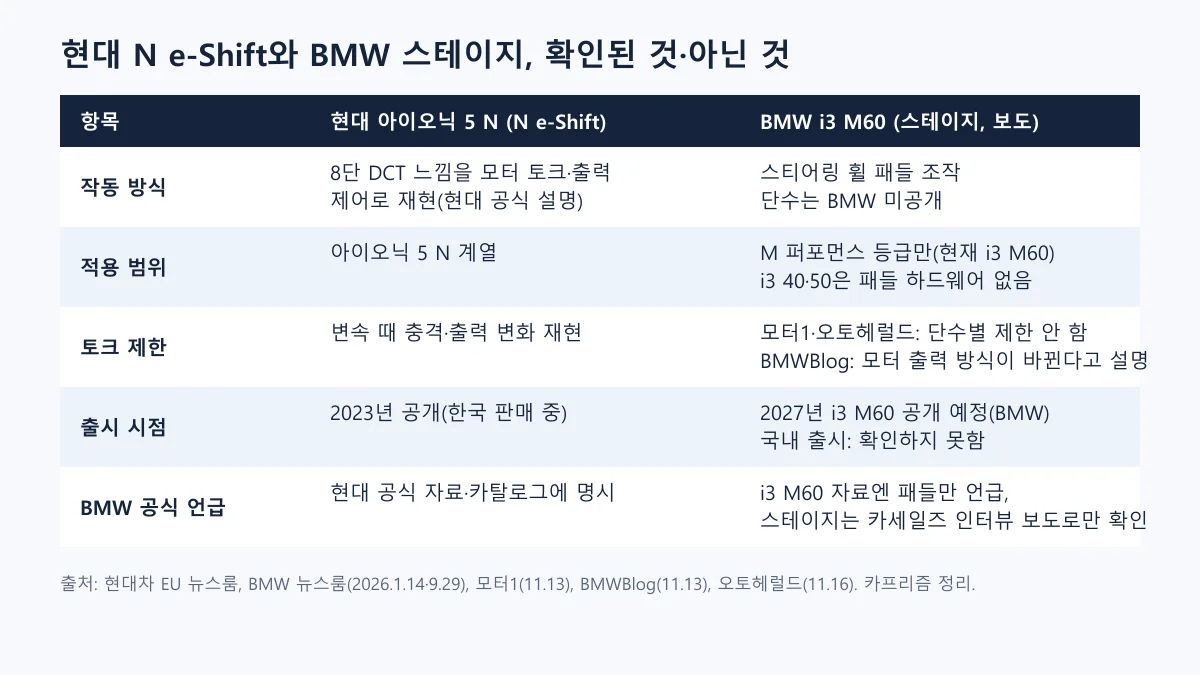 현대 N e-Shift와 BMW 스테이지, 확인된 것·아닌 것
항목
현대 아이오닉 5 N (N e-Shift)
BMW i3 M60 (스테이지, 보도)
작동 방식
8단 DCT 느낌을 모터 토크·출력
제어로 재현(현대 공식 설명)
스티어링 휠 패들 조작
단수는 BMW 미공개
적용 범위
아이오닉 5 N 계열
M 퍼포먼스 등급만(현재 i3 M60)
i3 40·50은 패들 하드웨어 없음
토크 제한
변속 때 충격·출력 변화 재현
모터1·오토헤럴드: 단수별 제한 안 함
BMWBlog: 모터 출력 방식이 바뀐다고 설명
출시 시점
2023년 공개(한국 판매 중)
2027년 i3 M60 공개 예정(BMW)
국내 출시: 확인하지 못함
BMW 공식 언급
현대 공식 자료·카탈로그에 명시
i3 M60 자료엔 패들만 언급,
스테이지는 카세일즈 인터뷰 보도로만 확인
출처: 현대차 EU 뉴스룸, BMW 뉴스룸(2026.1.14·9.29), 모터1(11.13), BMWBlog(11.13), 오토헤럴드(11.16). 카프리즘 정리.